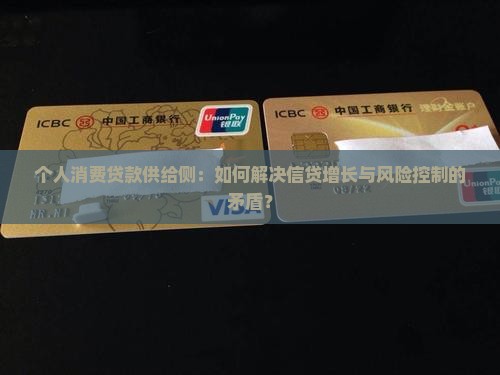 ICBC 中国工商银行
UnionPay
银联
ICBC 中国工商银行 理财金账户
个人消费贷款供给侧：如何解决信贷增长与风险控制的
矛盾？
VISA
UnionPay